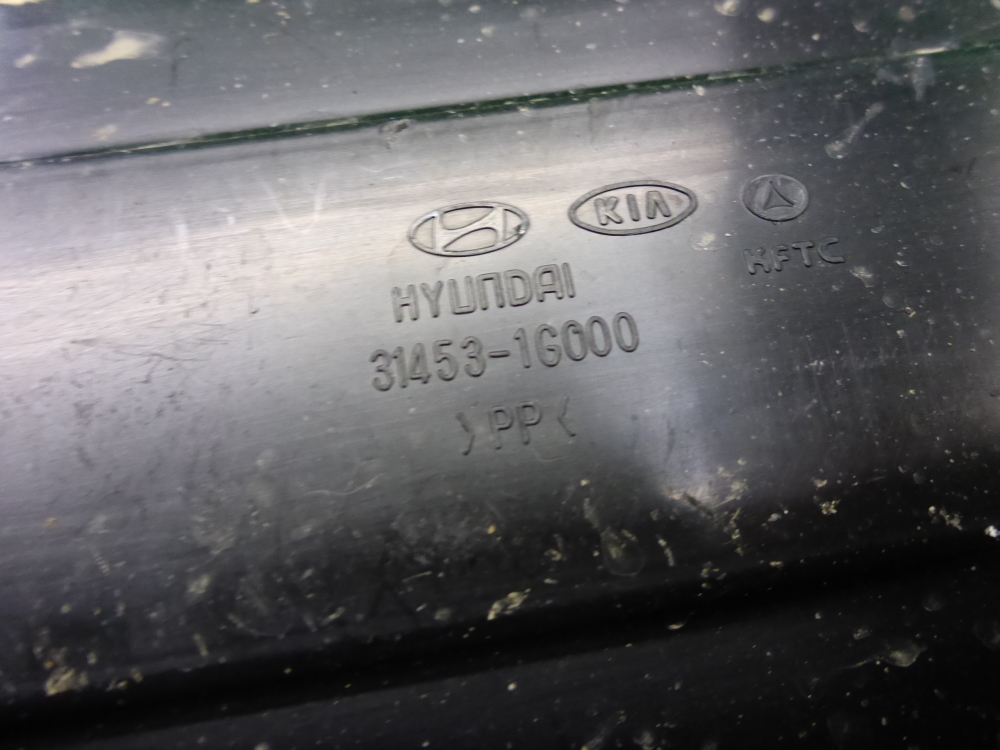 KIA
KFTC
HYUNDAI
31453-1G000
>PP<